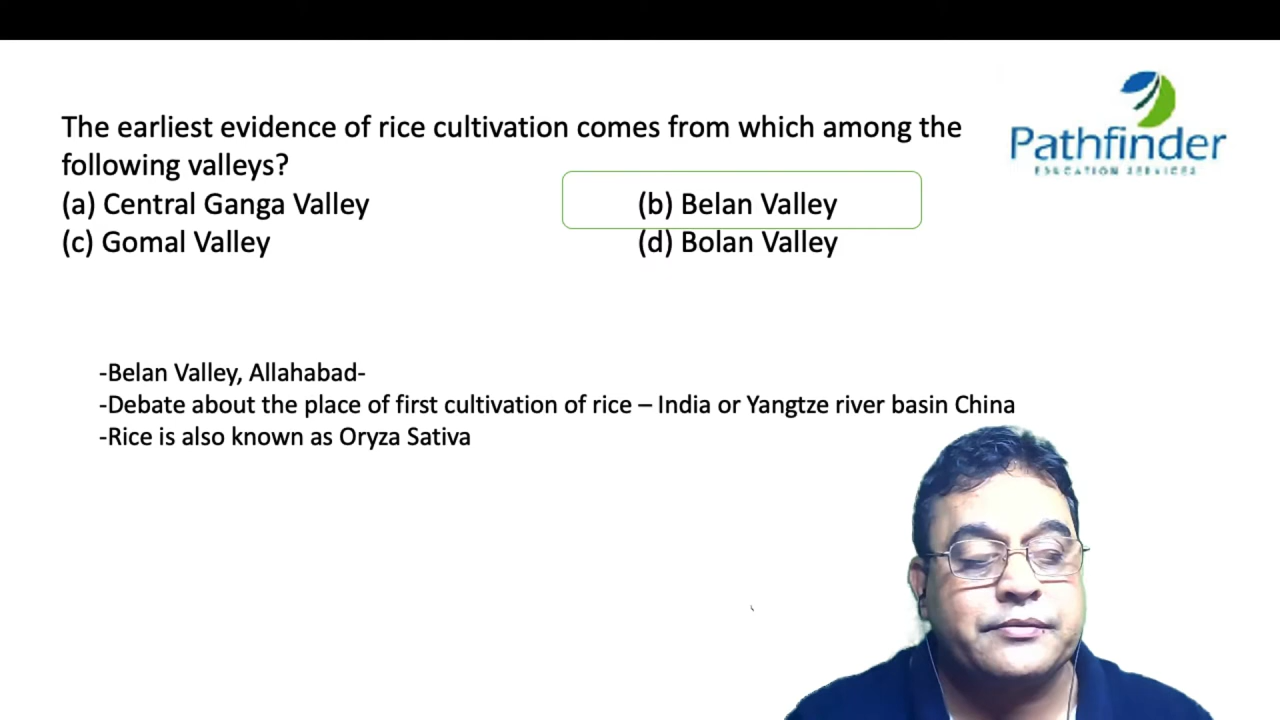 The earliest evidence of rice cultivation comes from which among the
following valleys?
(a) Central Ganga Valley (b) Belan Valley
(c) Gomal Valley (d) Bolan Valley
-Belan Valley, Allahabad-
-Debate about the place of first cultivation of rice – India or Yangtze river basin China
-Rice is also known as Oryza Sativa
Pathfinder
EDUCATION SERVICES